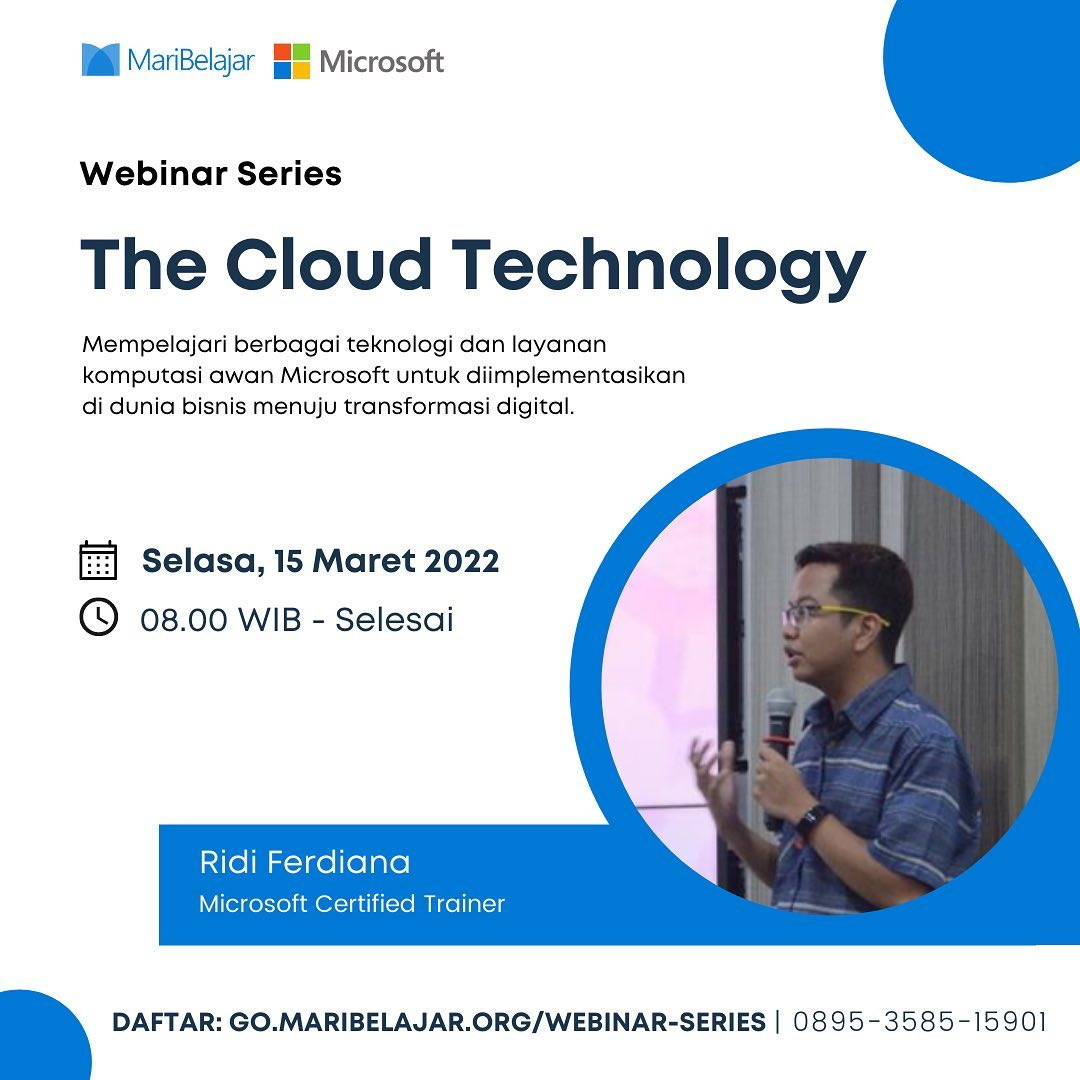 MariBelajar Microsoft
Webinar Series
The Cloud Technology
Mempelajari berbagai teknologi dan layanan
komputasi awan Microsoft untuk diimplementasikan
di dunia bisnis menuju transformasi digital.
Selasa, 15 Maret 2022
08.00 WIB - Selesai
Ridi Ferdiana
Microsoft Certified Trainer
DAFTAR: GO.MARIBELAJAR.ORG/WEBINAR-SERIES | 0895-3585-15901